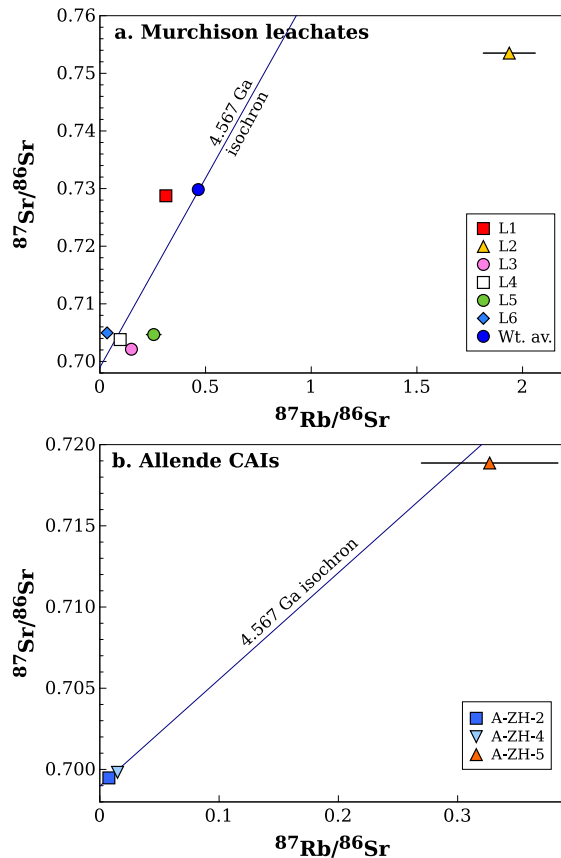 0.76
a. Murchison leachates
0.75
4.567 Ga
isochron
0.74
87Sr/86Sr
0.73
L1
L2
0.72
L3
L4
0.71
L5
L6
Wt. av.
0.70
0
0.5
1
1.5
2
87Rb/86Sr
0.720
b. Allende CAIs
0.715
4.567 Ga isochron
87Sr/86Sr
0.710
0.705
A-ZH-2
A-ZH-4
0.700
A-ZH-5
0
0.1
0.2
0.3
87Rb/86Sr